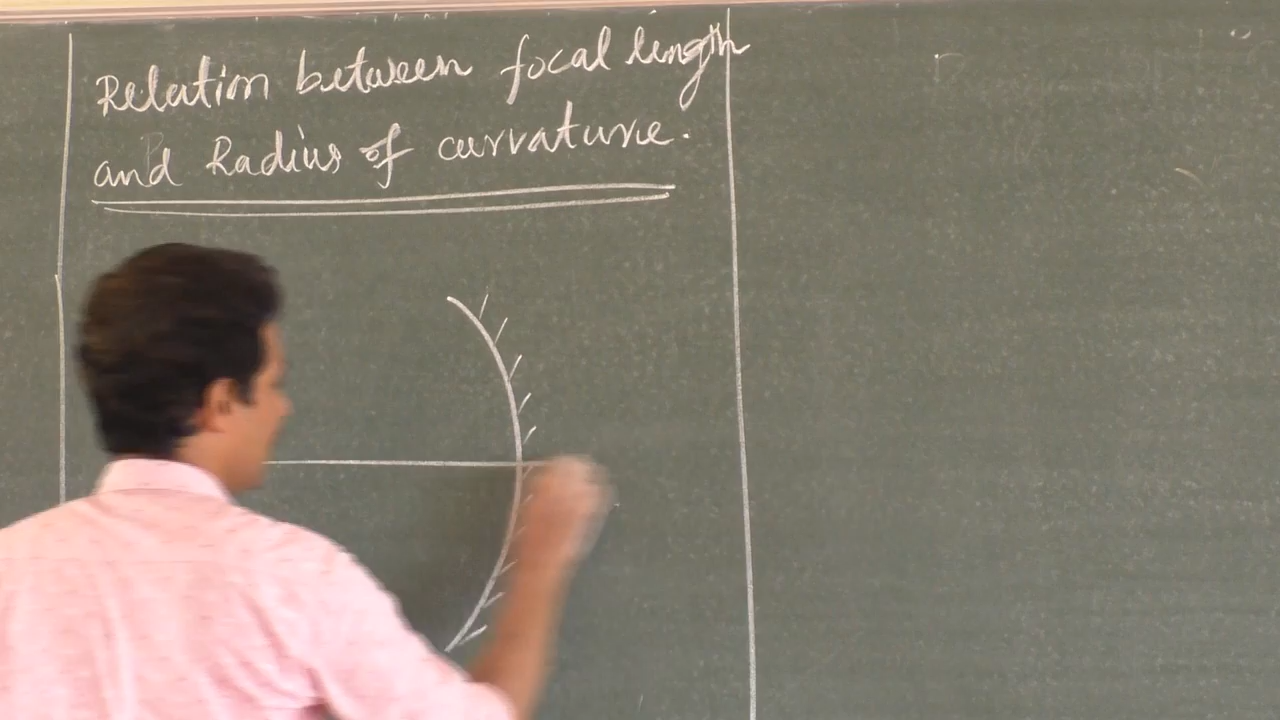 Relation between focal length
and Radius of curvature.